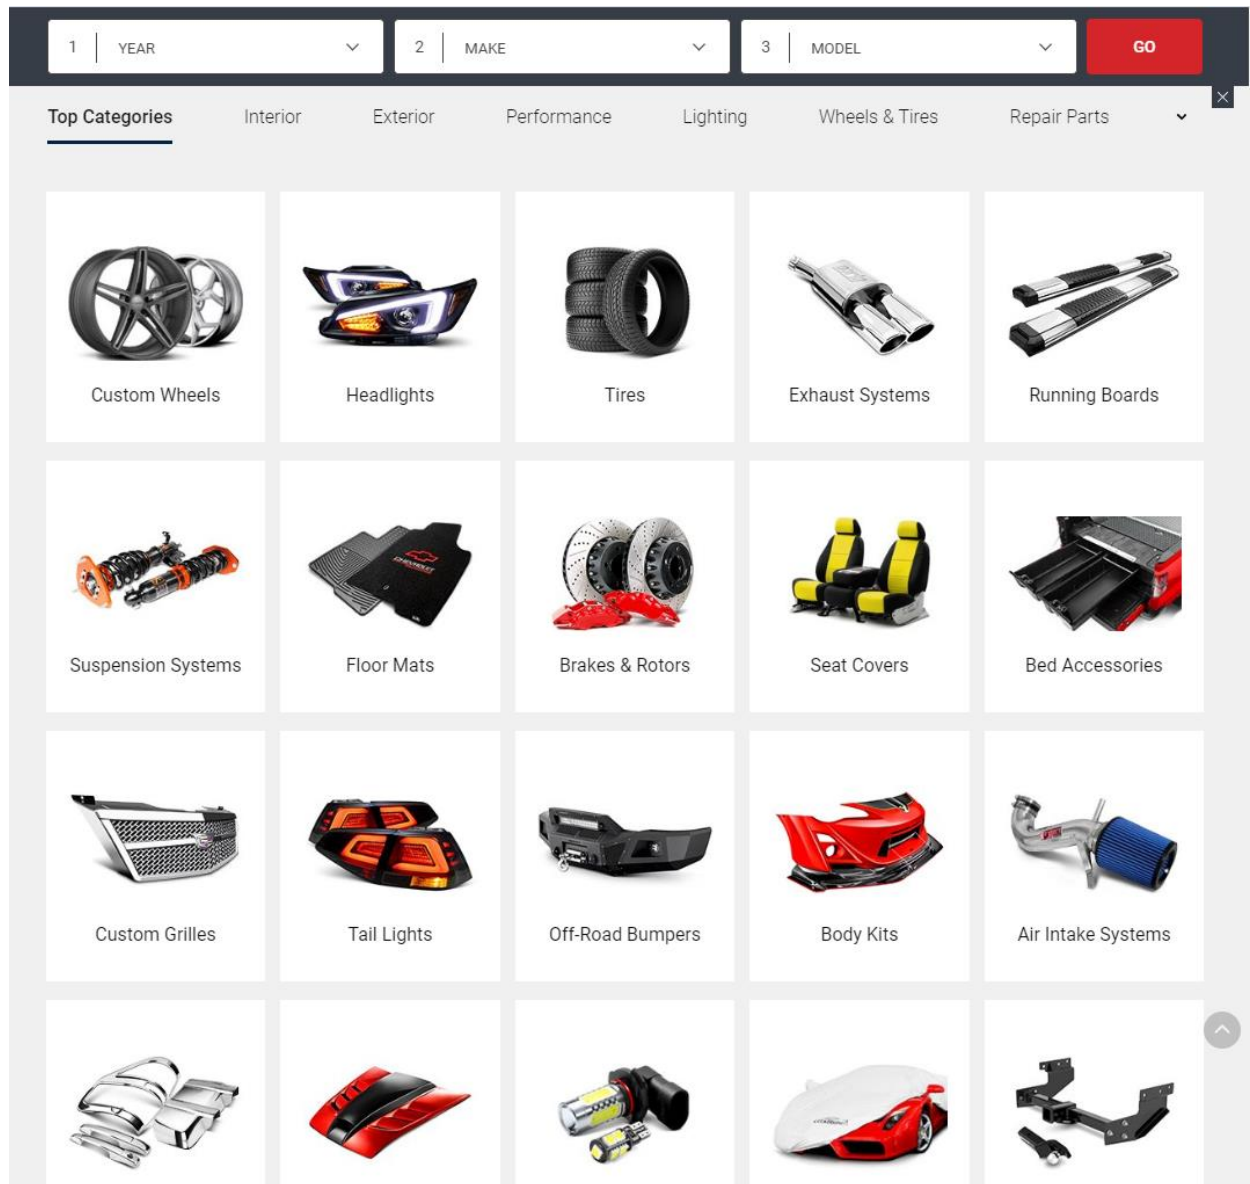 1 YEAR 2 MAKE 3 MODEL GO
Top Categories Interior Exterior Performance Lighting Wheels & Tires Repair Parts
Custom Wheels Headlights Tires Exhaust Systems Running Boards
CHEVROLET
Suspension Systems Floor Mats Brakes & Rotors Seat Covers Bed Accessories
Custom Grilles Tail Lights Off-Road Bumpers Body Kits Air Intake Systems